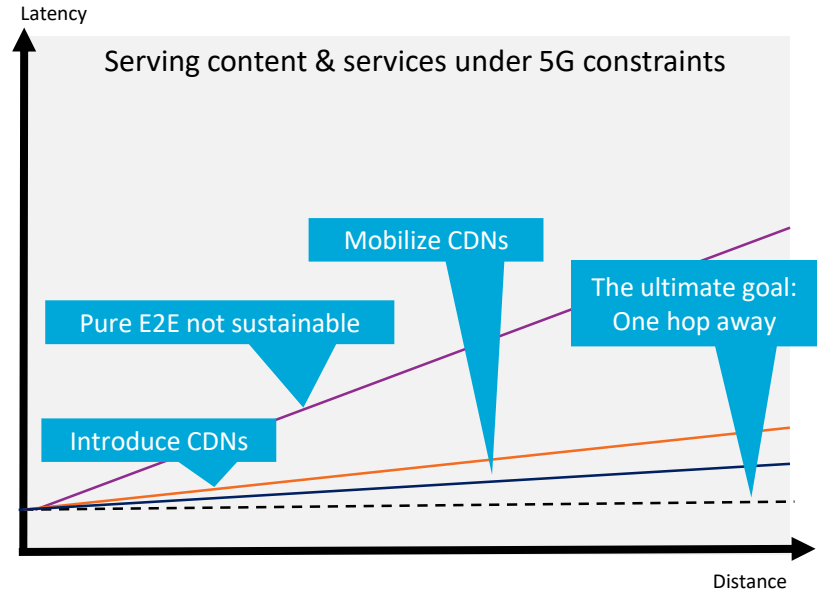 Latency
Serving content & services under 5G constraints
Mobilize CDNs
The ultimate goal:
One hop away
Pure E2E not sustainable
Introduce CDNs
Distance